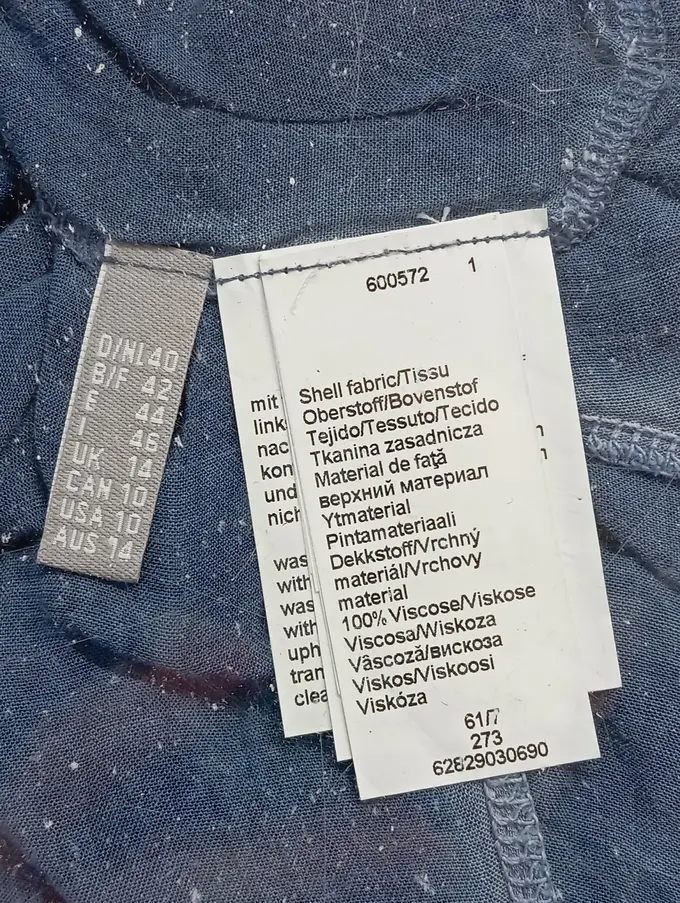 D/NL 40
B/F 42
E 44
I 46
UK 14
CAN 10
USA 10
AUS 14
mit
link
nac
kon
und
nich
was
with
was
with
uph
tran
clea
600572 1
Shell fabric/Tissu
Oberstoff/Bovenstof
Tejido/Tessuto/Tecido
Tkanina zasadnicza
Material de faţă
верхний материал
Ytmaterial
Pintamateriaali
Dekkstoff/Vrchný
materiál/Vrchovy
material
100% Viscose/Viskose
Viscosa/Wiskoza
Vâscoză/вискоза
Viskos/Viskoosi
Viskóza
61/7
273
62829030690